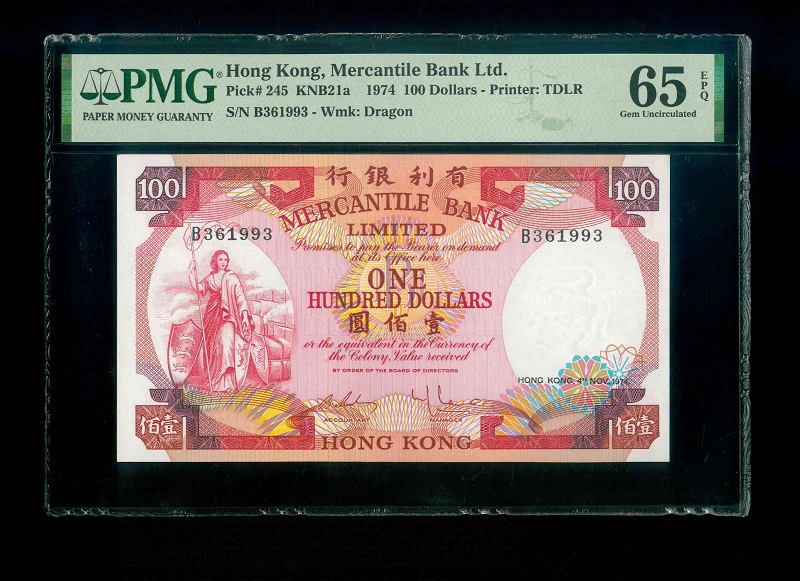 PMG® Hong Kong, Mercantile Bank Ltd.
Pick# 245 KNB21a 1974 100 Dollars - Printer: TDLR
S/N B361993 - Wmk: Dragon
PAPER MONEY GUARANTY
65 EPQ
Gem Uncirculated
100
100
行銀利有
MERCANTILE BANK
LIMITED
B361993
B361993
Promises to pay the Bearer on demand
at its Office here
ONE
HUNDRED DOLLARS
圓佰壹
or the equivalent in the Currency of
the Colony, Value received
BY ORDER OF THE BOARD OF DIRECTORS
HONG KONG, 4TH NOV. 1974
ACCOUNTANT
MANAGER
佰壹
佰壹
HONG KONG